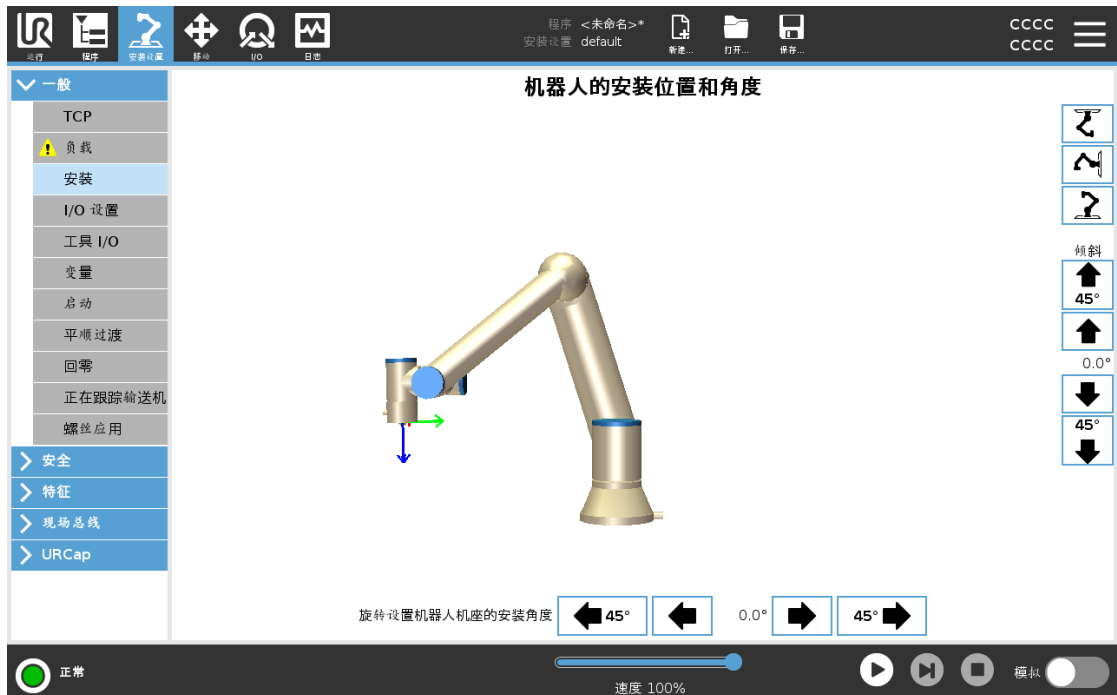 UR
运行
程序
安装设置
移动
I/O
日志
程序 <未命名>*
安装设置 default
新建...
打开...
保存...
cccc
cccc
一般
TCP
负载
安装
I/O 设置
工具 I/O
变量
启动
平顺过渡
回零
正在跟踪输送机
螺丝应用
安全
特征
现场总线
URCap
机器人的安装位置和角度
倾斜
45°
0.0°
45°
旋转设置机器人机座的安装角度 45° 0.0° 45°
正常
速度 100%
模拟